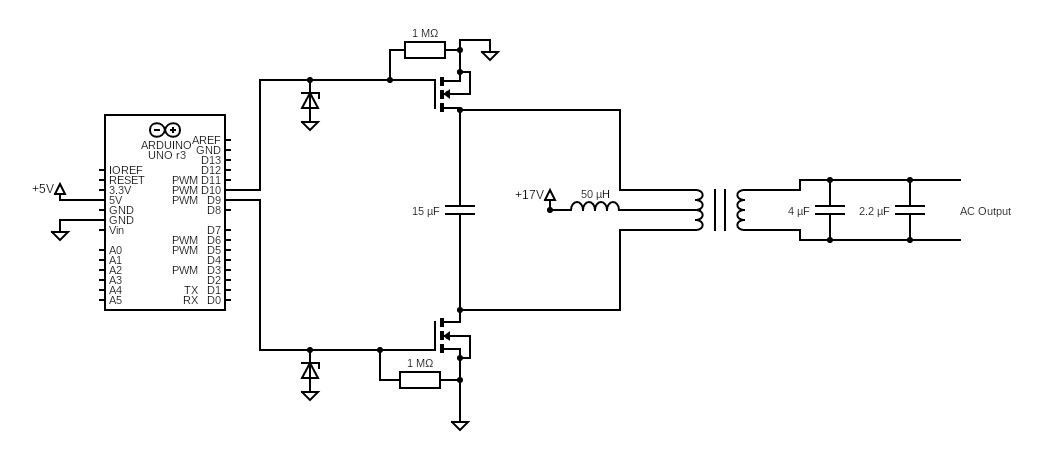 1 MΩ
ARDUINO
UNO r3
AREF
GND
D13
IOREF
D12
RESET
PWM D11
+5V
3.3V
PWM D10
5V
PWM D9
GND
D8
GND
Vin
D7
PWM D6
A0
PWM D5
A1
D4
A2
PWM D3
A3
D2
A4
TX D1
A5
RX D0
15 µF
+17V
50 µH
4 µF
2.2 µF
AC Output
1 MΩ